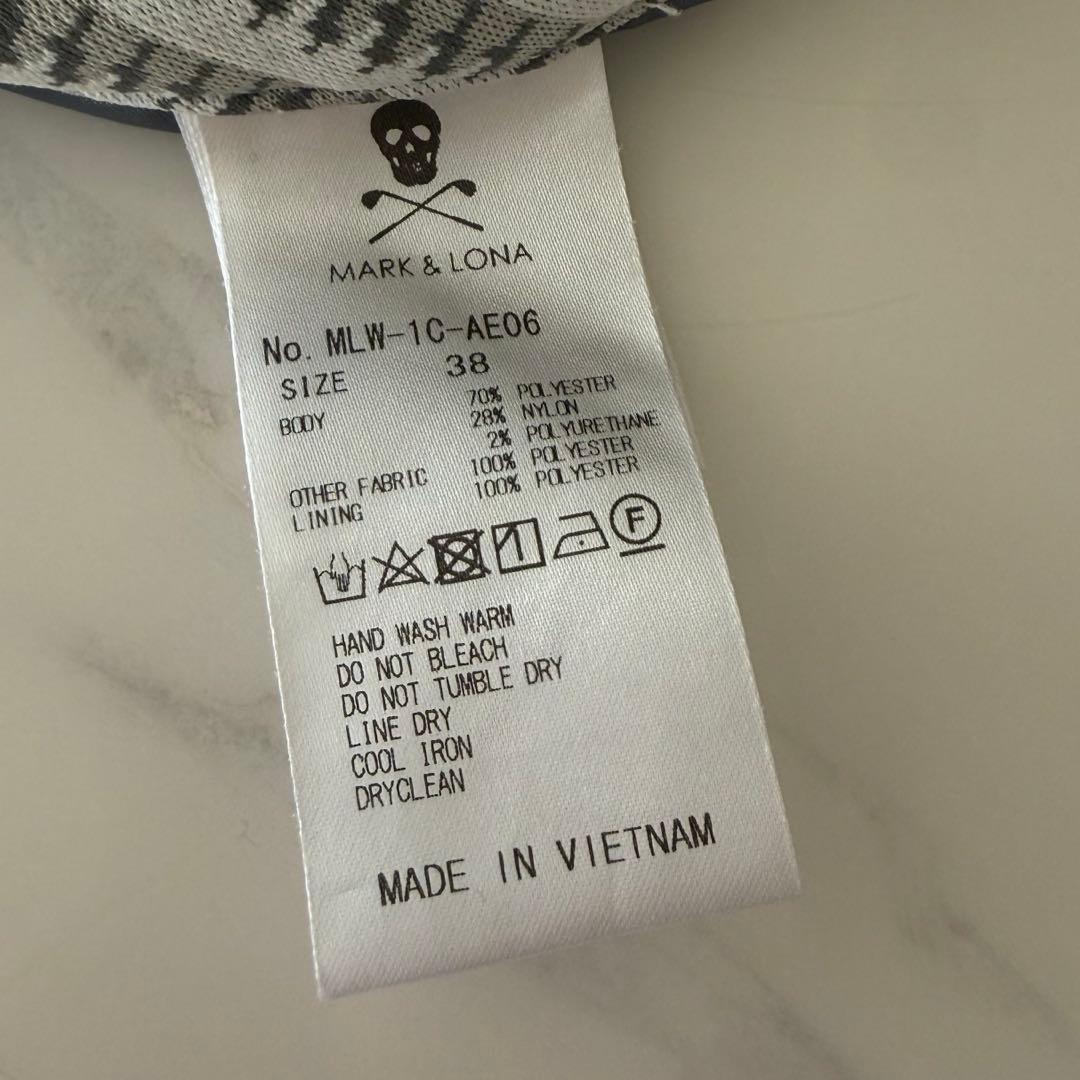 MARK & LONA
No. MLW-1C-AE06
SIZE 38
BODY 70% POLYESTER
28% NYLON
2% POLYURETHANE
OTHER FABRIC 100% POLYESTER
LINING 100% POLYESTER
F
HAND WASH WARM
DO NOT BLEACH
DO NOT TUMBLE DRY
LINE DRY
COOL IRON
DRYCLEAN
MADE IN VIETNAM